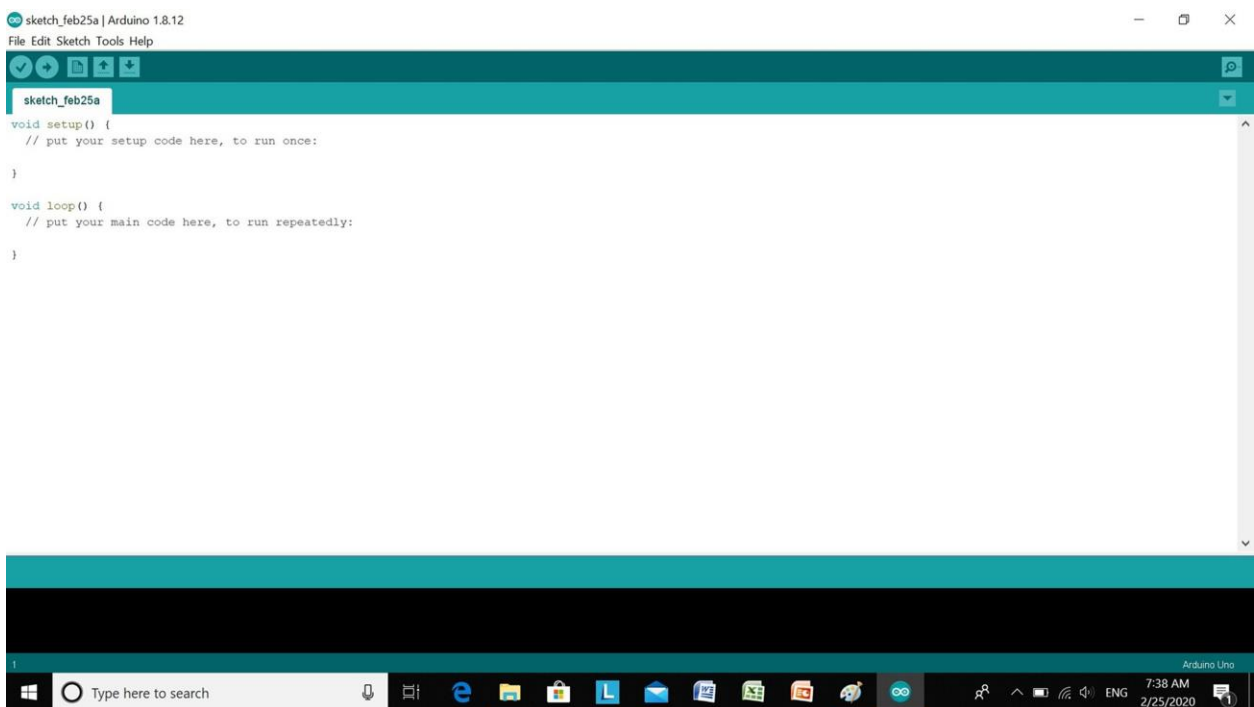 sketch_feb25a | Arduino 1.8.12
File Edit Sketch Tools Help
sketch_feb25a
void setup() {
  // put your setup code here, to run once:
}
void loop() {
  // put your main code here, to run repeatedly:
}
1
Arduino Uno
Type here to search
L
ENG
7:38 AM
2/25/2020
1